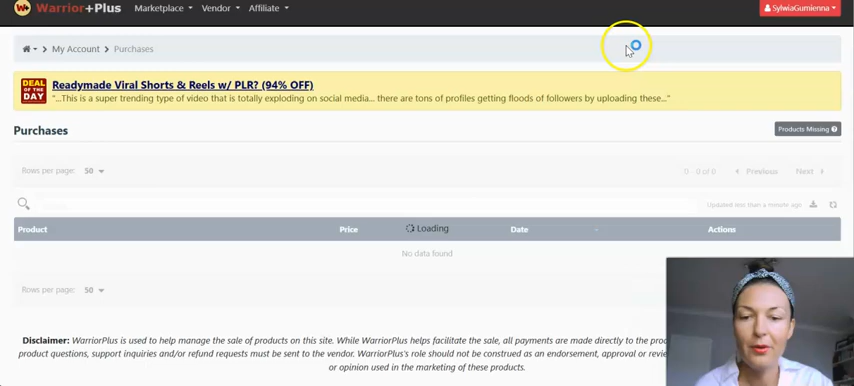 W+ Warrior+Plus Marketplace Vendor Affiliate SylwiaGumienna
My Account Purchases
DEAL OF THE DAY
Readymade Viral Shorts & Reels w/ PLR? (94% OFF)
"...This is a super trending type of video that is totally exploding on social media... there are tons of profiles getting floods of followers by uploading these..."
Purchases Products Missing
Rows per page: 50 0 - 0 of 0 Previous Next
Updated less than a minute ago
Product Price Loading Date Actions
No data found
Rows per page: 50
Disclaimer: WarriorPlus is used to help manage the sale of products on this site. While WarriorPlus helps facilitate the sale, all payments are made directly to the
product questions, support inquiries and/or refund requests must be sent to the vendor. WarriorPlus's role should not be construed as an endorsement, approval or
or opinion used in the marketing of these products.